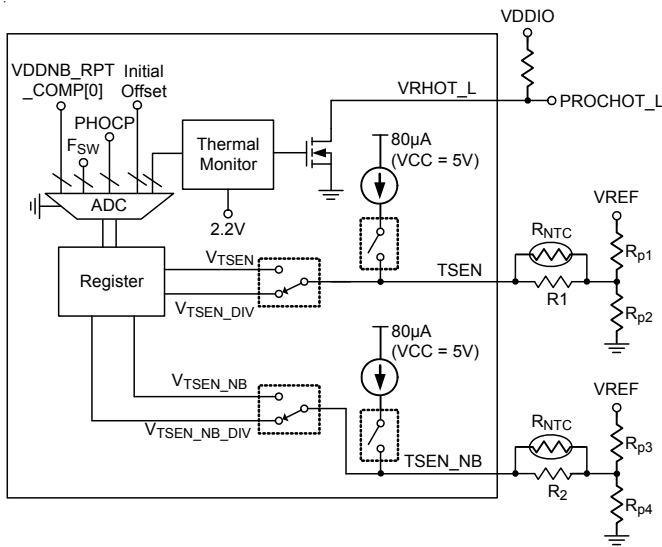 VDDIO
VDDNB_RPT
_COMP[0]
Initial
Offset
VRHOT_L
PROCHOT_L
PHOCP
FSW
Thermal
Monitor
80µA
(VCC = 5V)
ADC
2.2V
VREF
RNTC
Rp1
Register
VTSEN
TSEN
R1
VTSEN_DIV
Rp2
80µA
(VCC = 5V)
VTSEN_NB
VREF
RNTC
Rp3
VTSEN_NB_DIV
TSEN_NB
R2
Rp4